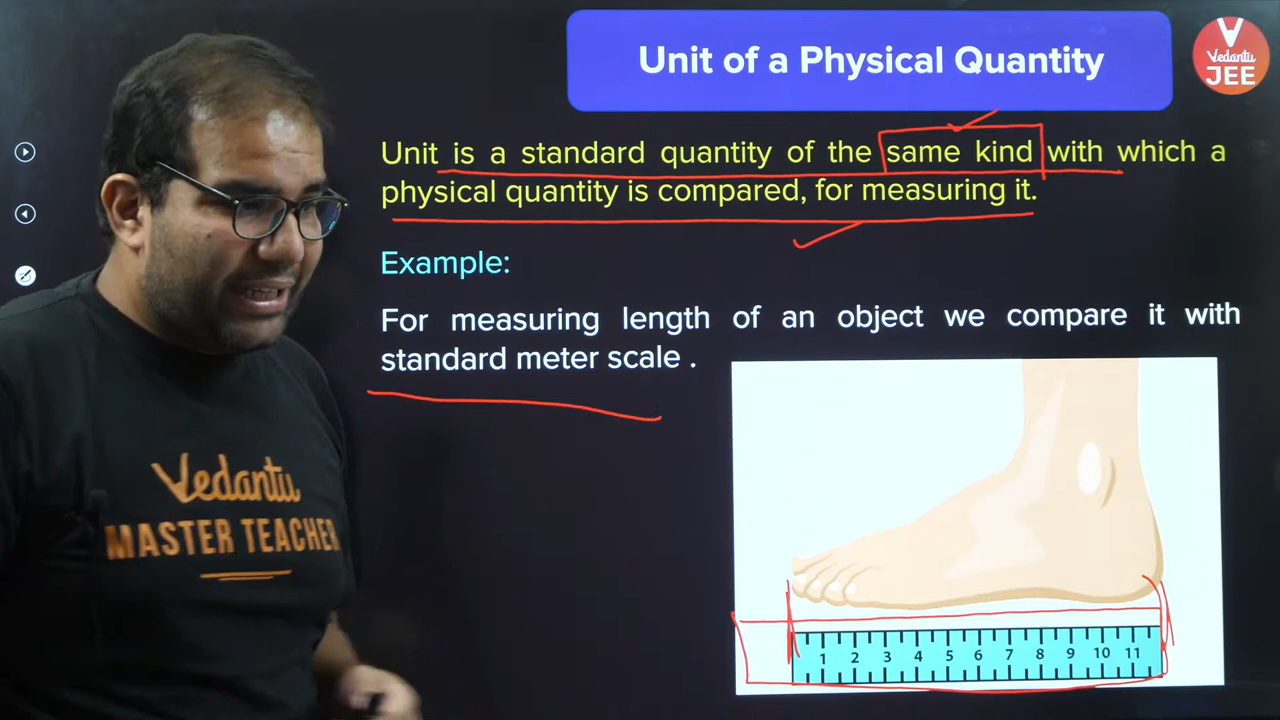 Unit of a Physical Quantity
V
Vedantu
JEE
Unit is a standard quantity of the same kind with which a
physical quantity is compared, for measuring it.
Example:
For measuring length of an object we compare it with
standard meter scale .
Vedantu
MASTER TEACHER
1 2 3 4 5 6 7 8 9 10 11